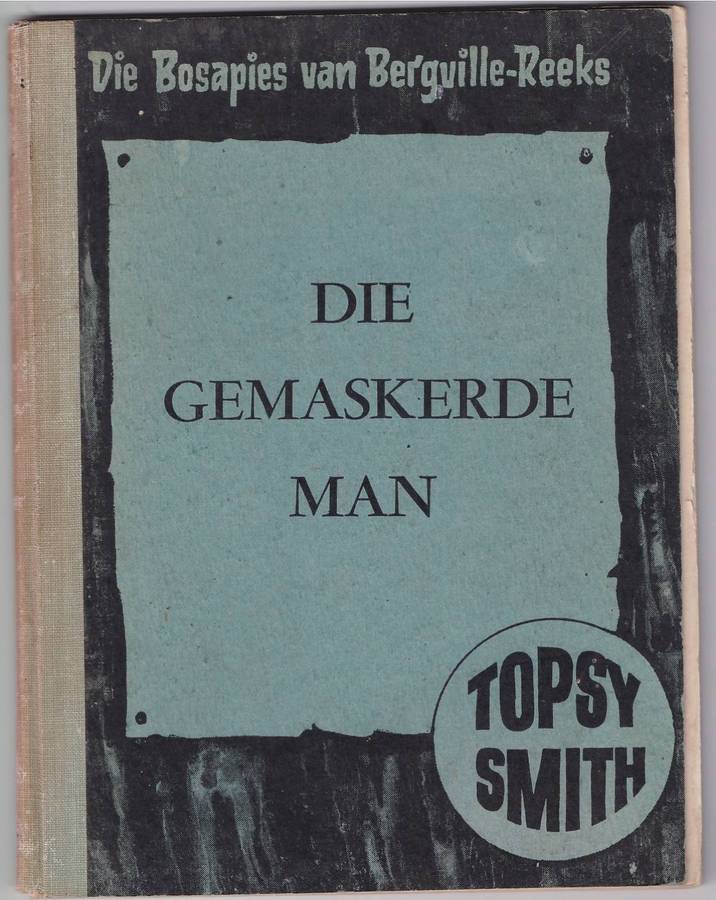 Die Bosapies van Bergville-Reeks
DIE
GEMASKERDE
MAN
TOPSY
SMITH